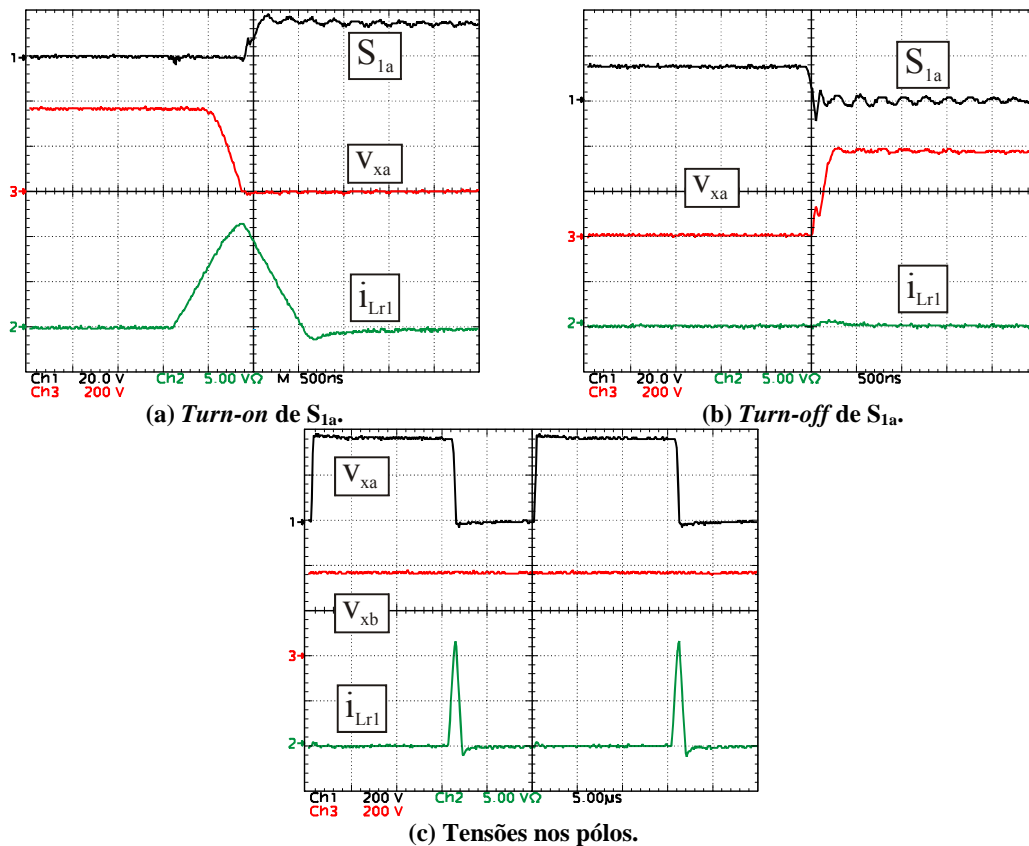 1
S1a
vxa
3
iLr1
2
Ch1 20.0 V Ch2 5.00 VΩ M 500ns
Ch3 200 V
(a) Turn-on de S1a.
S1a
1
vxa
3
iLr1
2
Ch1 20.0 V Ch2 5.00 VΩ 500ns
Ch3 200 V
(b) Turn-off de S1a.
vxa
1
vxb
3
iLr1
2
Ch1 200 V Ch2 5.00 VΩ 5.00µs
Ch3 200 V
(c) Tensões nos pólos.